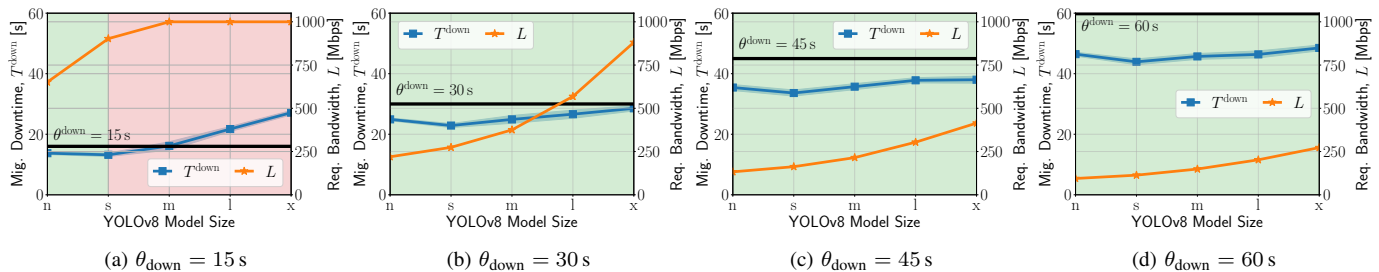 60
40
20
0
Mig. Downtime, T^down [s]
θ^down = 15 s
T^down
L
1000
750
500
250
0
Req. Bandwidth, L [Mbps]
n s m l x
YOLOv8 Model Size
(a) θ_down = 15 s
60
40
20
0
Mig. Downtime, T^down [s]
T^down
L
θ^down = 30 s
1000
750
500
250
0
Req. Bandwidth, L [Mbps]
n s m l x
YOLOv8 Model Size
(b) θ_down = 30 s
60
40
20
0
Mig. Downtime, T^down [s]
T^down
L
θ^down = 45 s
1000
750
500
250
0
Req. Bandwidth, L [Mbps]
n s m l x
YOLOv8 Model Size
(c) θ_down = 45 s
60
40
20
0
Mig. Downtime, T^down [s]
θ^down = 60 s
T^down
L
1000
750
500
250
0
Req. Bandwidth, L [Mbps]
n s m l x
YOLOv8 Model Size
(d) θ_down = 60 s